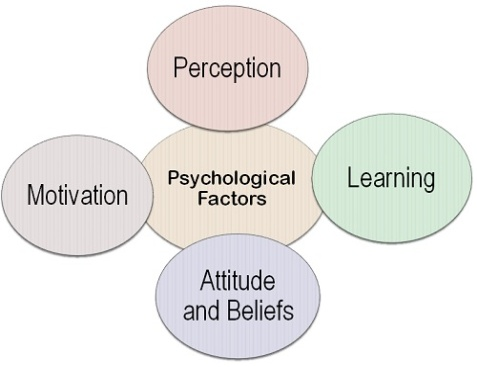 Perception
Motivation
Psychological
Factors
Learning
Attitude
and Beliefs